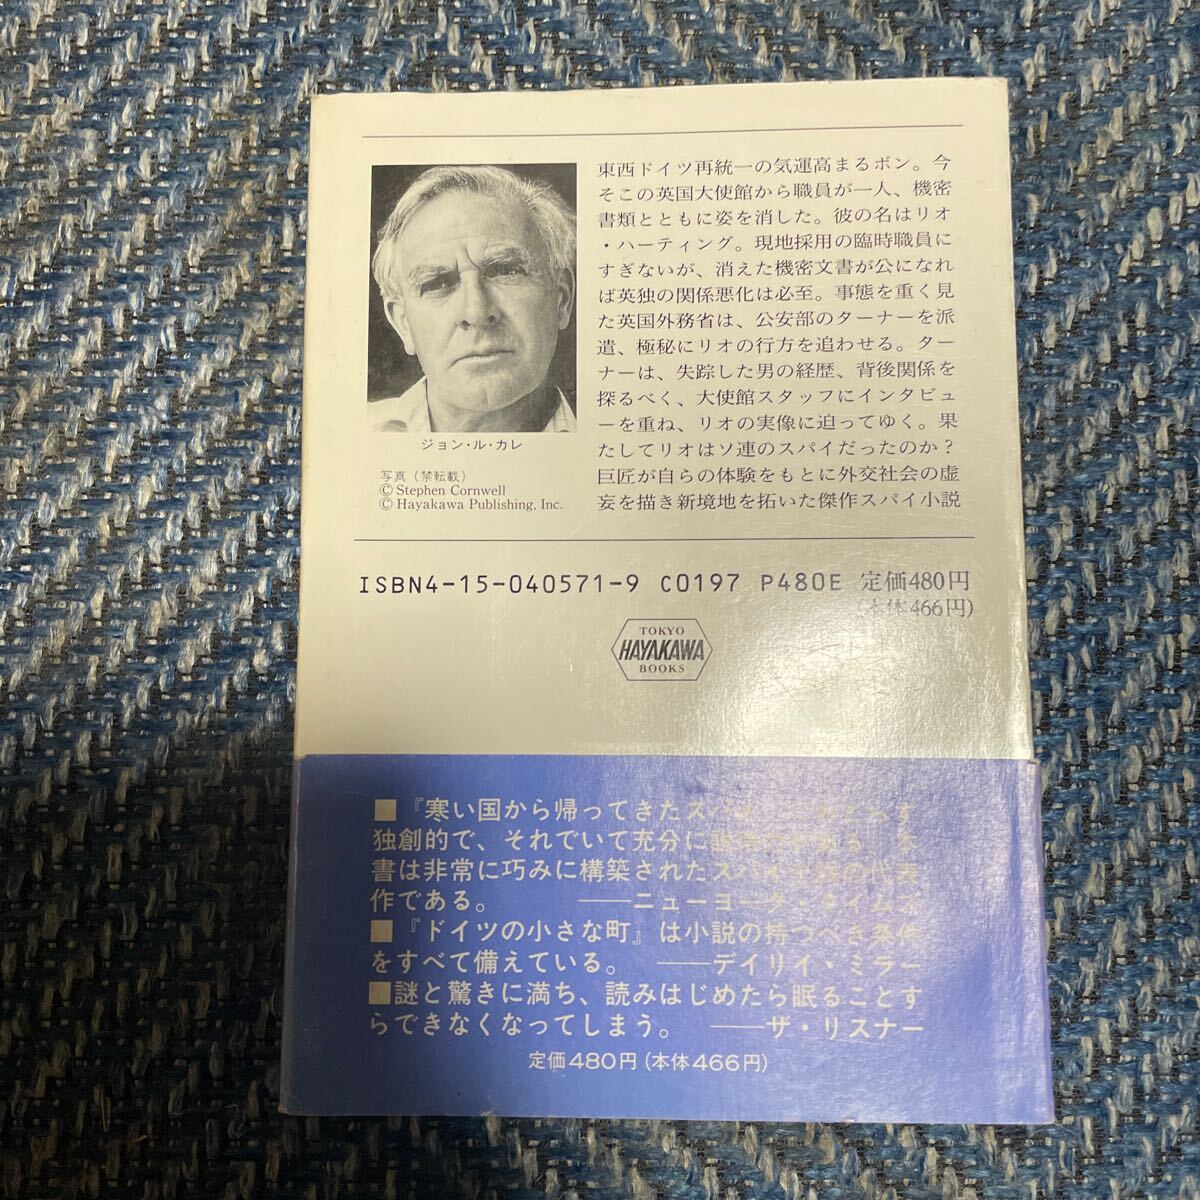 東西ドイツ再統一の気運高まるボン。今
そこの英国大使館から職員が一人、機密
書類とともに姿を消した。彼の名はリオ
・ハーティング。現地採用の臨時職員に
すぎないが、消えた機密文書が公になれ
ば英独の関係悪化は必至。事態を重く見
た英国外務省は、公安部のターナーを派
遣、極秘にリオの行方を追わせる。ター
ナーは、失踪した男の経歴、背後関係を
探るべく、大使館スタッフにインタビュ
ーを重ね、リオの実像に迫ってゆく。果
たしてリオはソ連のスパイだったのか?
巨匠が自らの体験をもとに外交社会の虚
妄を描き新境地を拓いた傑作スパイ小説
ジョン・ル・カレ
写真(禁転載)
© Stephen Cornwell
© Hayakawa Publishing, Inc.
ISBN4-15-040571-9 C0197 P480E 定価480円
(本体466円)
TOKYO
HAYAKAWA
BOOKS
■『寒い国から帰ってきたスパイ
独創的で、それでいて充分に
書は非常に巧みに構築されたスパイ小説の代表
作である。 ——ニューヨーク・タイムズ
■『ドイツの小さな町』は小説の持つべき条件
をすべて備えている。 ——デイリイ・ミラー
■謎と驚きに満ち、読みはじめたら眠ることす
らできなくなってしまう。 ——ザ・リスナー
定価480円(本体466円)